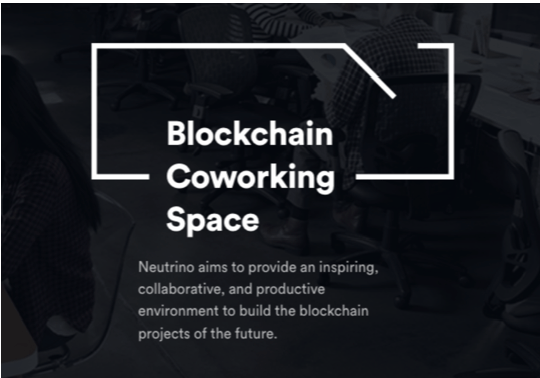 Blockchain
Coworking
Space
Neutrino aims to provide an inspiring,
collaborative, and productive
environment to build the blockchain
projects of the future.